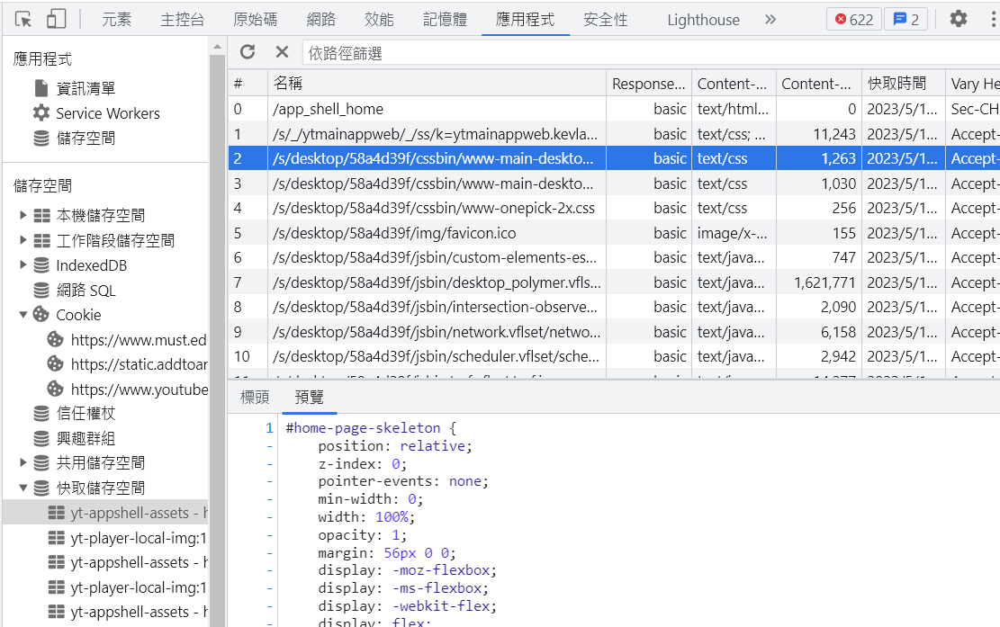 元素 主控台 原始碼 網路 效能 記憶體 應用程式 安全性 Lighthouse » 622 2
應用程式
資訊清單
Service Workers
儲存空間
儲存空間
本機儲存空間
工作階段儲存空間
IndexedDB
網路 SQL
Cookie
https://www.must.ed
https://static.addtoar
https://www.youtube
信任權杖
興趣群組
共用儲存空間
快取儲存空間
yt-appshell-assets - h
yt-player-local-img:1
yt-appshell-assets - h
yt-player-local-img:1
yt-appshell-assets - h
依路徑篩選
# 名稱 Response... Content-... Content-... 快取時間 Vary He
0 /app_shell_home basic text/html... 0 2023/5/1... Sec-CH
1 /s/_/ytmainappweb/_/ss/k=ytmainappweb.kevla... basic text/css; ... 11,243 2023/5/1... Accept-
2 /s/desktop/58a4d39f/cssbin/www-main-deskto... basic text/css 1,263 2023/5/1... Accept-
3 /s/desktop/58a4d39f/cssbin/www-main-deskto... basic text/css 1,030 2023/5/1... Accept-
4 /s/desktop/58a4d39f/cssbin/www-onepick-2x.css basic text/css 256 2023/5/1... Accept-
5 /s/desktop/58a4d39f/img/favicon.ico basic image/x-... 155 2023/5/1... Accept-
6 /s/desktop/58a4d39f/jsbin/custom-elements-es... basic text/java... 747 2023/5/1... Accept-
7 /s/desktop/58a4d39f/jsbin/desktop_polymer.vfls... basic text/java... 1,621,771 2023/5/1... Accept-
8 /s/desktop/58a4d39f/jsbin/intersection-observe... basic text/java... 2,090 2023/5/1... Accept-
9 /s/desktop/58a4d39f/jsbin/network.vflset/netwo... basic text/java... 6,158 2023/5/1... Accept-
10 /s/desktop/58a4d39f/jsbin/scheduler.vflset/sche... basic text/java... 2,942 2023/5/1... Accept-
標頭 預覽
1 #home-page-skeleton {
- position: relative;
- z-index: 0;
- pointer-events: none;
- min-width: 0;
- width: 100%;
- opacity: 1;
- margin: 56px 0 0;
- display: -moz-flexbox;
- display: -ms-flexbox;
- display: -webkit-flex;
- display: flex;